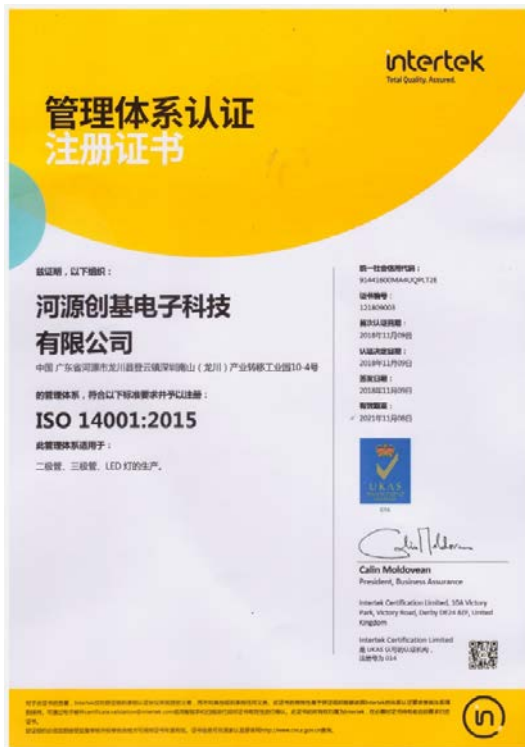 intertek
Total Quality. Assured.
管理体系认证
注册证书
兹证明，以下组织：
河源创基电子科技
有限公司
中国 广东省河源市龙川县登云镇深圳南山（龙川）产业转移工业园10-4号
的管理体系，符合以下标准要求并予以注册：
ISO 14001:2015
此管理体系适用于：
二极管、三极管、LED 灯的生产。
统一社会信用代码：
证书编号：
121809003
首次认证日期：
2018年11月09日
认证决定日期：
2018年11月09日
签发日期：
2018年11月09日
有效期至：
2021年11月08日
UKAS
014
Calin Moldovean
President, Business Assurance
Intertek Certification Limited, 10A Victory
Park, Victory Road, Derby DE24 8ZF, United
Kingdom
Intertek Certification Limited
是 UKAS 认可的认证机构，
注册号为 014
in